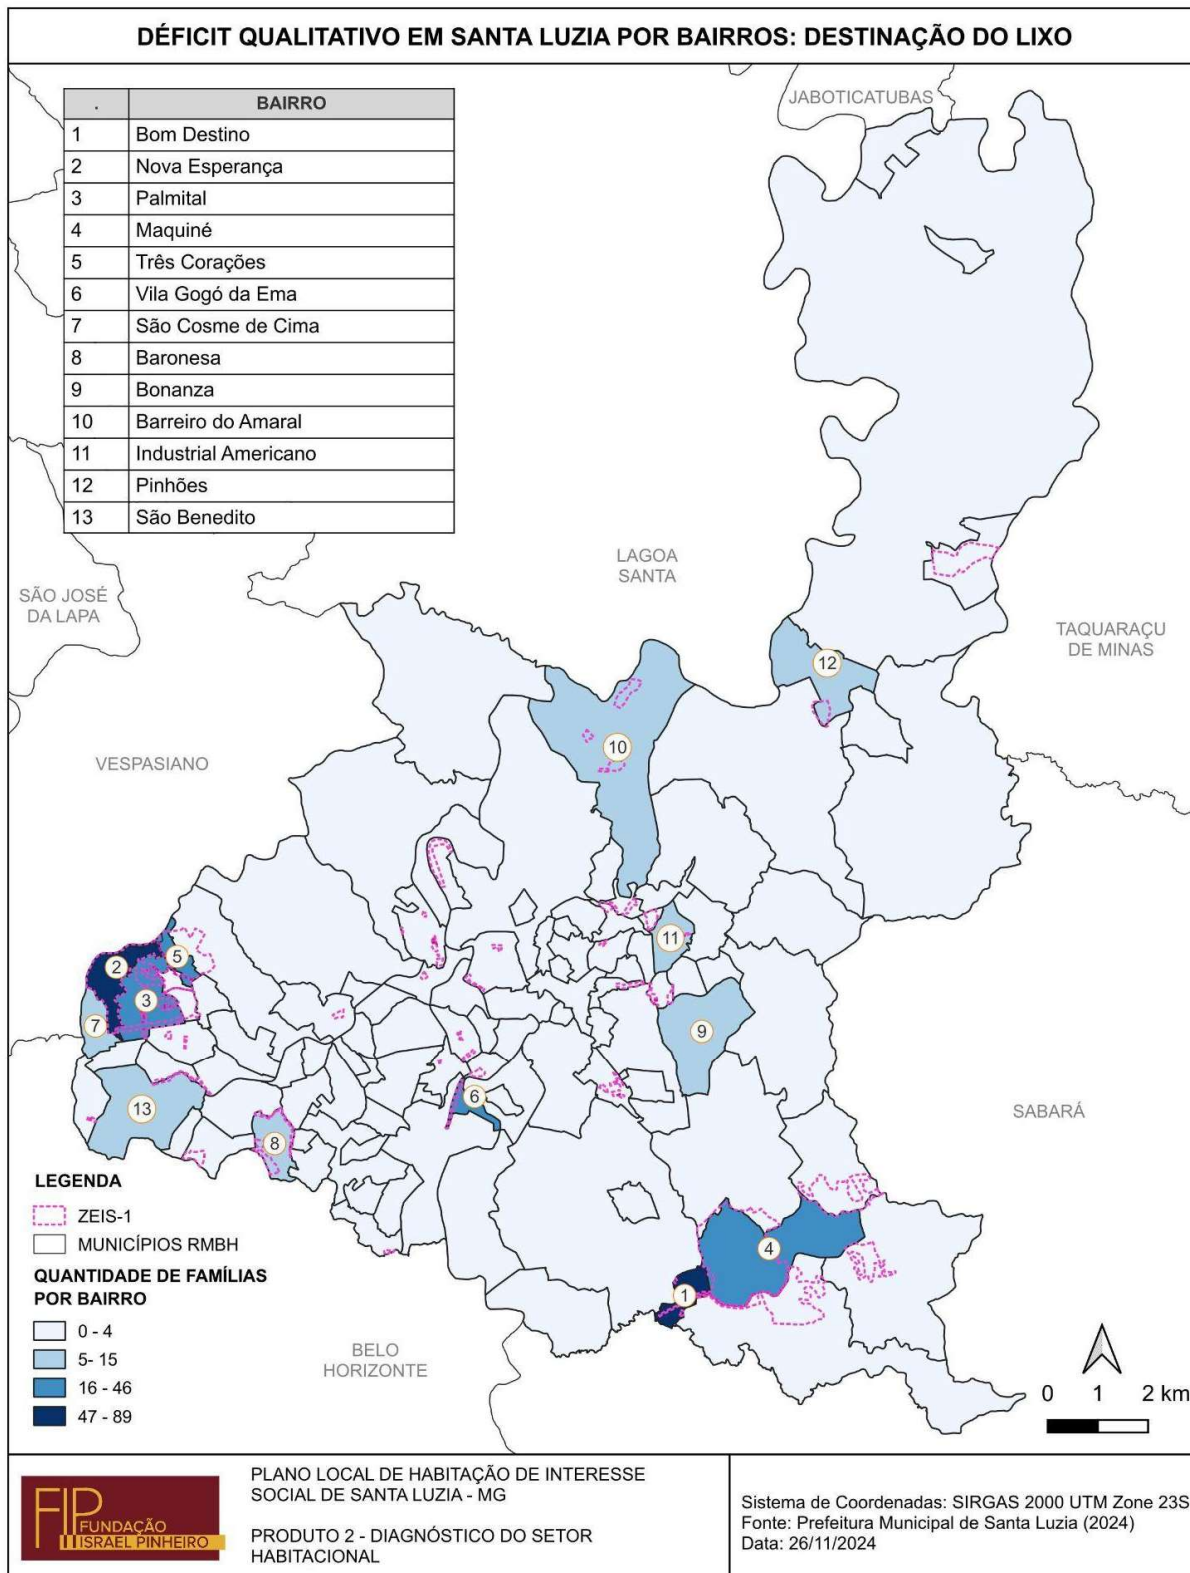 DÉFICIT QUALITATIVO EM SANTA LUZIA POR BAIRROS: DESTINAÇÃO DO LIXO
. BAIRRO
1 Bom Destino
2 Nova Esperança
3 Palmital
4 Maquiné
5 Três Corações
6 Vila Gogó da Ema
7 São Cosme de Cima
8 Baronesa
9 Bonanza
10 Barreiro do Amaral
11 Industrial Americano
12 Pinhões
13 São Benedito
JABOTICATUBAS
LAGOA
SANTA
SÃO JOSÉ
DA LAPA
TAQUARAÇU
DE MINAS
VESPASIANO
SABARÁ
BELO
HORIZONTE
12
10
11
2
5
3
7
9
6
13
8
4
1
LEGENDA
ZEIS-1
MUNICÍPIOS RMBH
QUANTIDADE DE FAMÍLIAS
POR BAIRRO
0 - 4
5- 15
16 - 46
47 - 89
0 1 2 km
FIP
FUNDAÇÃO
ISRAEL PINHEIRO
PLANO LOCAL DE HABITAÇÃO DE INTERESSE
SOCIAL DE SANTA LUZIA - MG
PRODUTO 2 - DIAGNÓSTICO DO SETOR
HABITACIONAL
Sistema de Coordenadas: SIRGAS 2000 UTM Zone 23S
Fonte: Prefeitura Municipal de Santa Luzia (2024)
Data: 26/11/2024